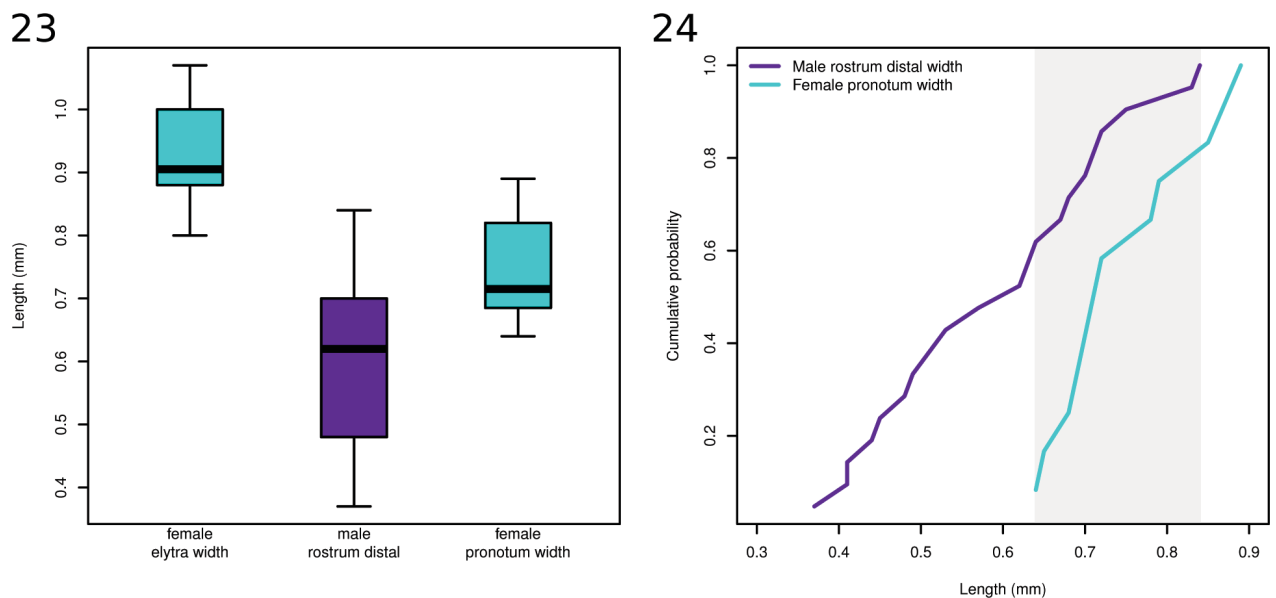 23
Length (mm)
1.0
0.9
0.8
0.7
0.6
0.5
0.4
female
elytra width
male
rostrum distal
female
pronotum width
24
Male rostrum distal width
Female pronotum width
Cumulative probability
1.0
0.8
0.6
0.4
0.2
0.3 0.4 0.5 0.6 0.7 0.8 0.9
Length (mm)